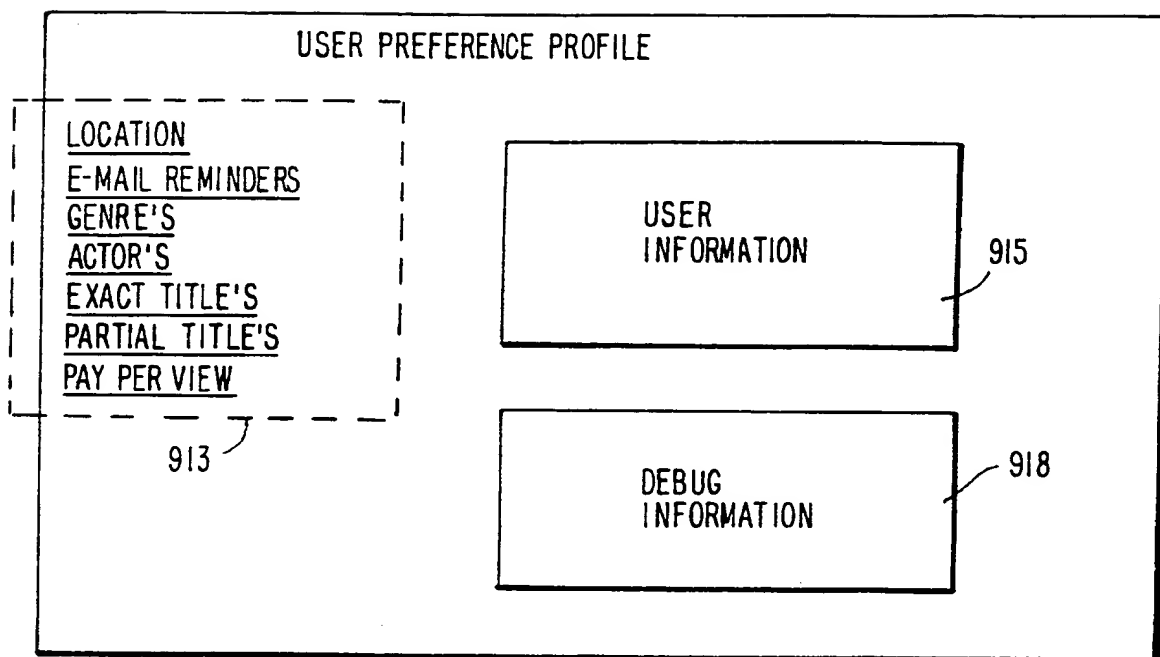 USER PREFERENCE PROFILE
LOCATION
E-MAIL REMINDERS
GENRE'S
ACTOR'S
EXACT TITLE'S
PARTIAL TITLE'S
PAY PER VIEW
913
USER
INFORMATION
915
DEBUG
INFORMATION
918